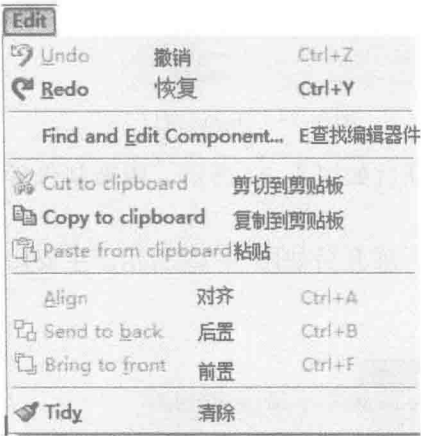 Edit
Undo 撤销 Ctrl+Z
Redo 恢复 Ctrl+Y
Find and Edit Component... E查找编辑器件
Cut to clipboard 剪切到剪贴板
Copy to clipboard 复制到剪贴板
Paste from clipboard粘贴
Align 对齐 Ctrl+A
Send to back 后置 Ctrl+B
Bring to front 前置 Ctrl+F
Tidy 清除